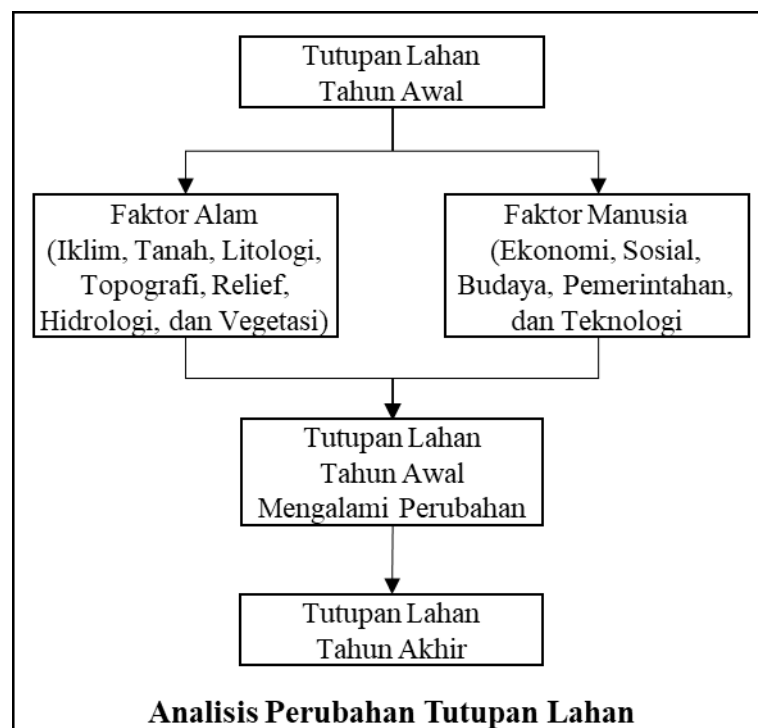 Tutupan Lahan
Tahun Awal
Faktor Alam
(Iklim, Tanah, Litologi,
Topografi, Relief,
Hidrologi, dan Vegetasi)
Faktor Manusia
(Ekonomi, Sosial,
Budaya, Pemerintahan,
dan Teknologi
Tutupan Lahan
Tahun Awal
Mengalami Perubahan
Tutupan Lahan
Tahun Akhir
Analisis Perubahan Tutupan Lahan